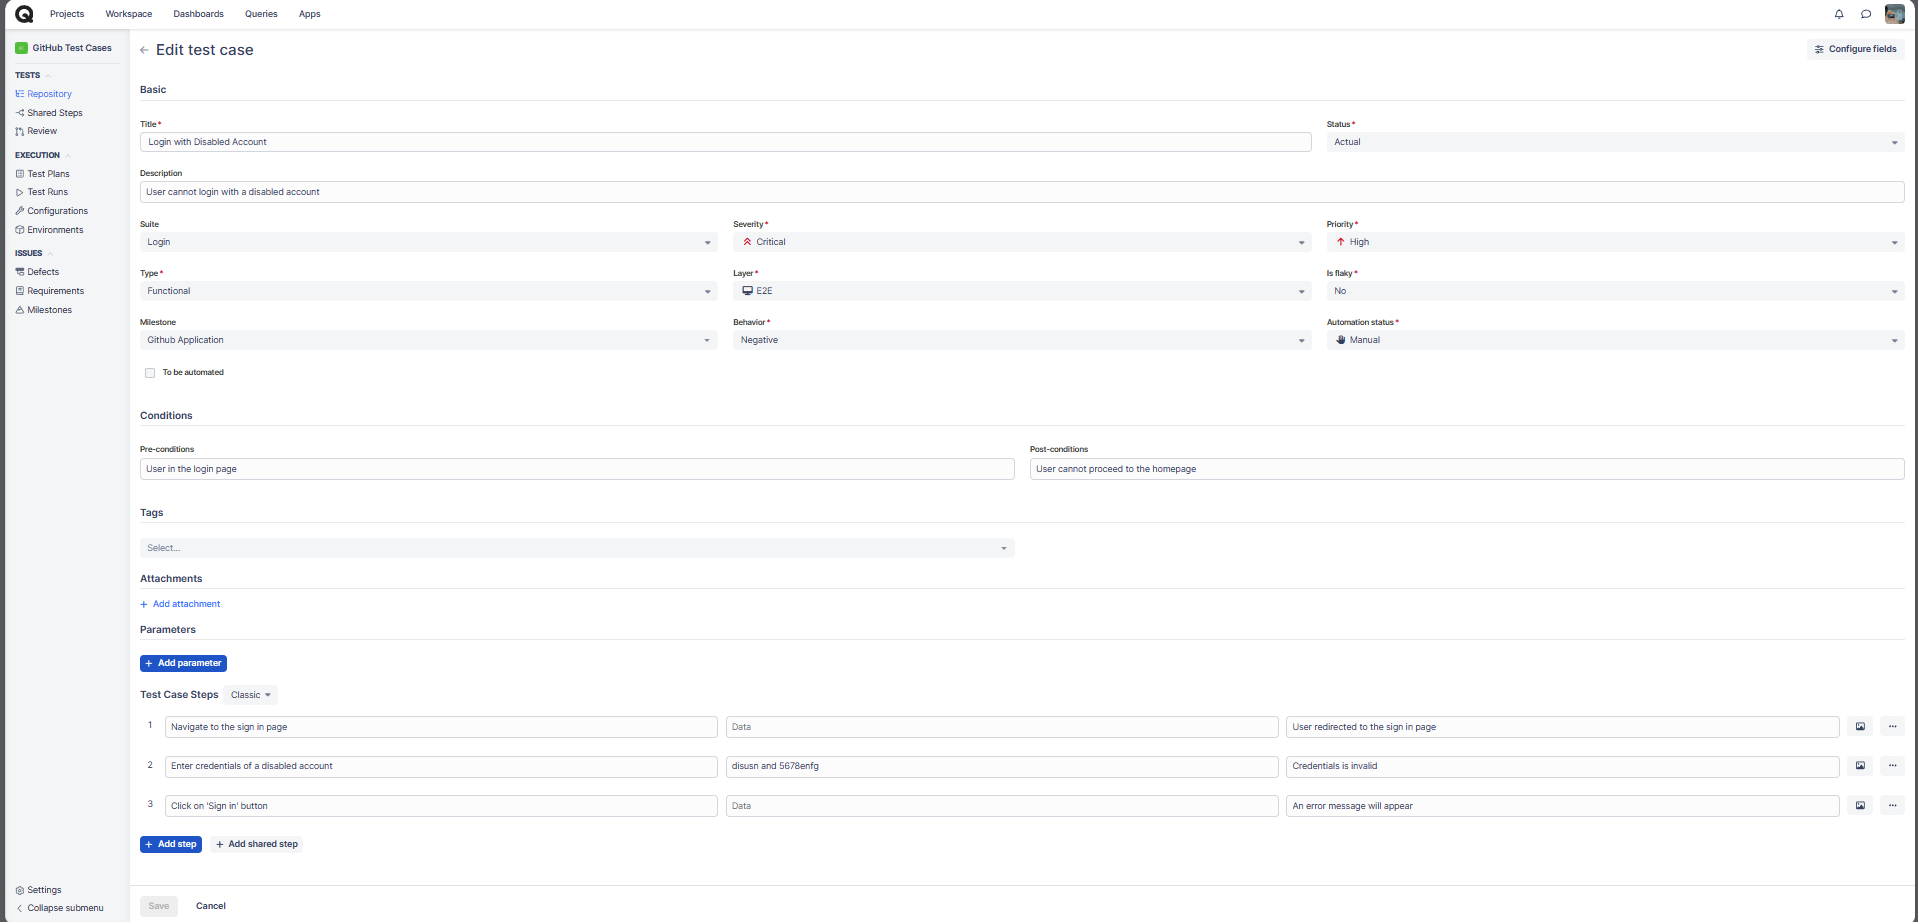 Projects Workspace Dashboards Queries Apps
GitHub Test Cases
TESTS
Repository
Shared Steps
Review
EXECUTION
Test Plans
Test Runs
Configurations
Environments
ISSUES
Defects
Requirements
Milestones
Settings
Collapse submenu
Edit test case
Configure fields
Basic
Title*
Login with Disabled Account
Status*
Actual
Description
User cannot login with a disabled account
Suite
Login
Severity*
Critical
Priority*
High
Type*
Functional
Layer*
E2E
Is flaky*
No
Milestone
Github Application
Behavior*
Negative
Automation status*
Manual
To be automated
Conditions
Pre-conditions
User in the login page
Post-conditions
User cannot proceed to the homepage
Tags
Select...
Attachments
+ Add attachment
Parameters
+ Add parameter
Test Case Steps Classic
1 Navigate to the sign in page Data User redirected to the sign in page
2 Enter credentials of a disabled account disusn and 5678enfg Credentials is invalid
3 Click on 'Sign in' button Data An error message will appear
+ Add step + Add shared step
Save Cancel